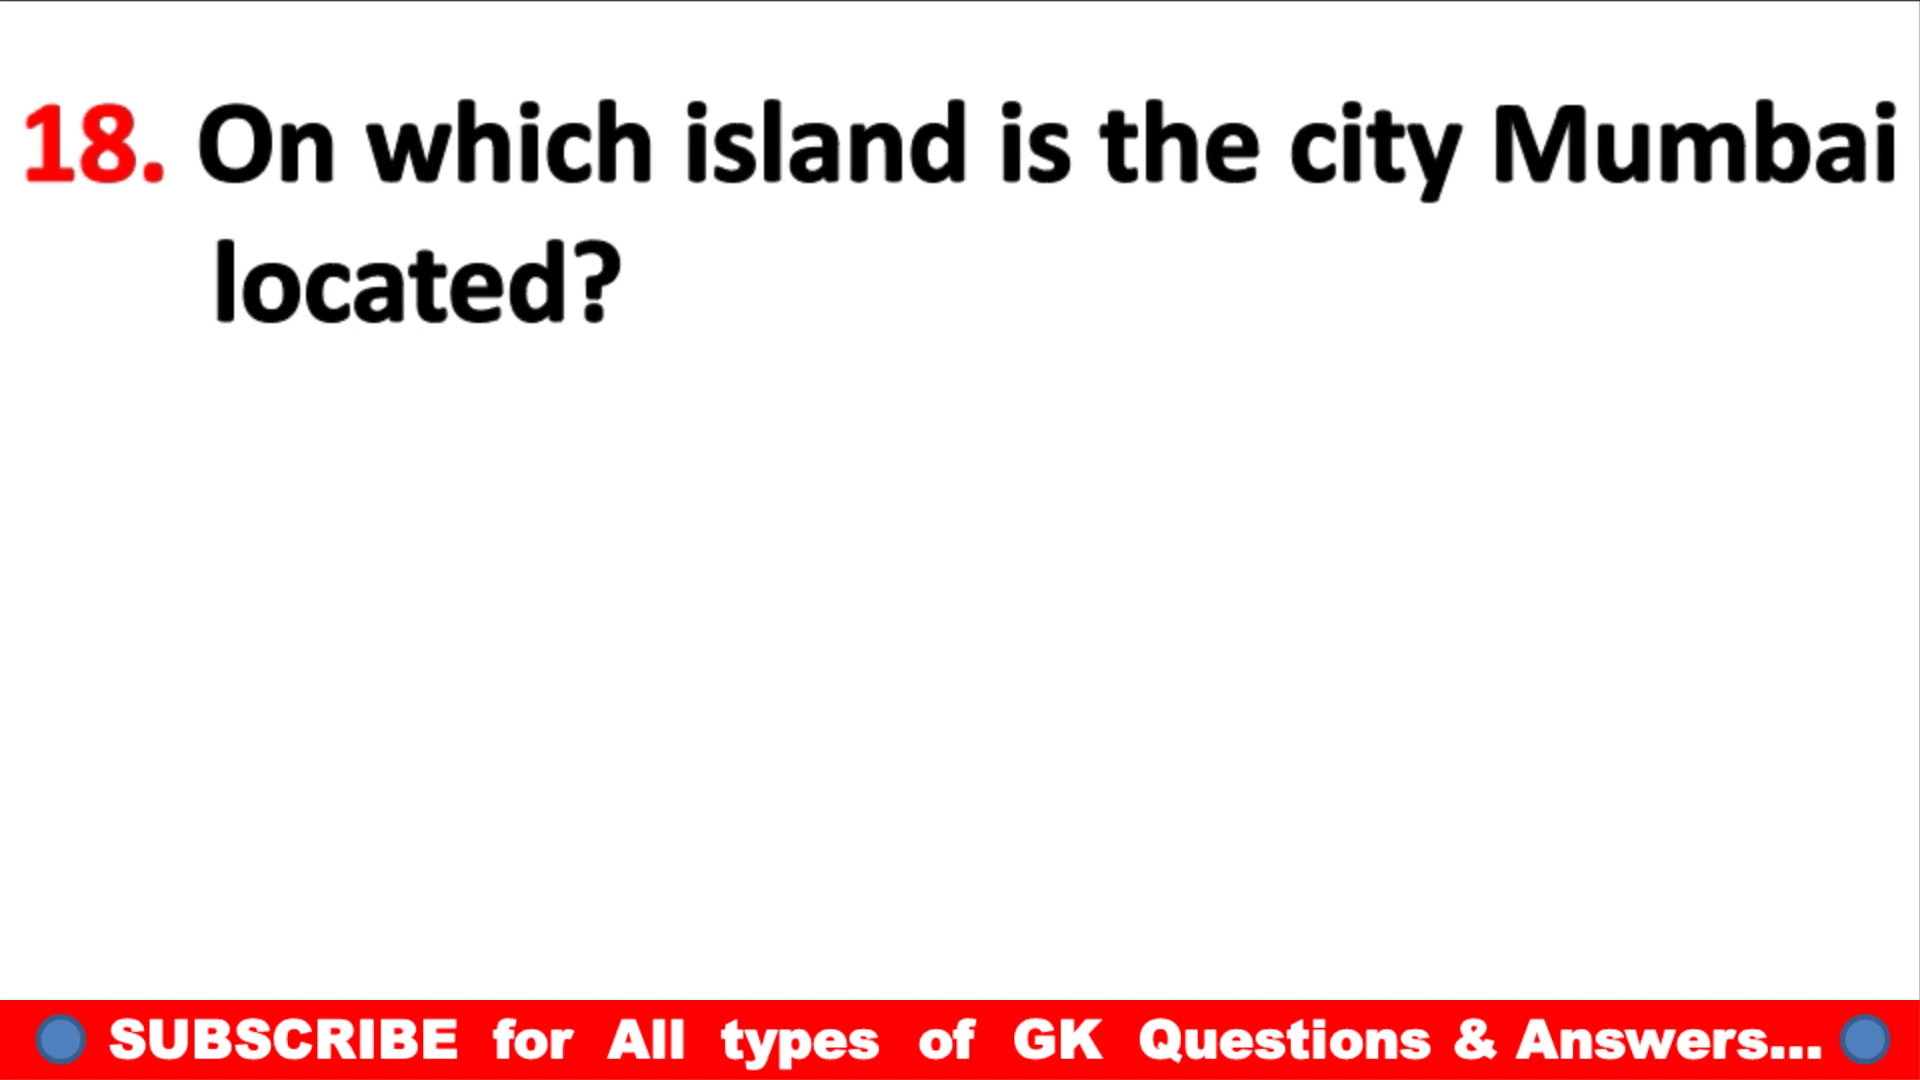 18. On which island is the city Mumbai
located?
SUBSCRIBE for All types of GK Questions & Answers...